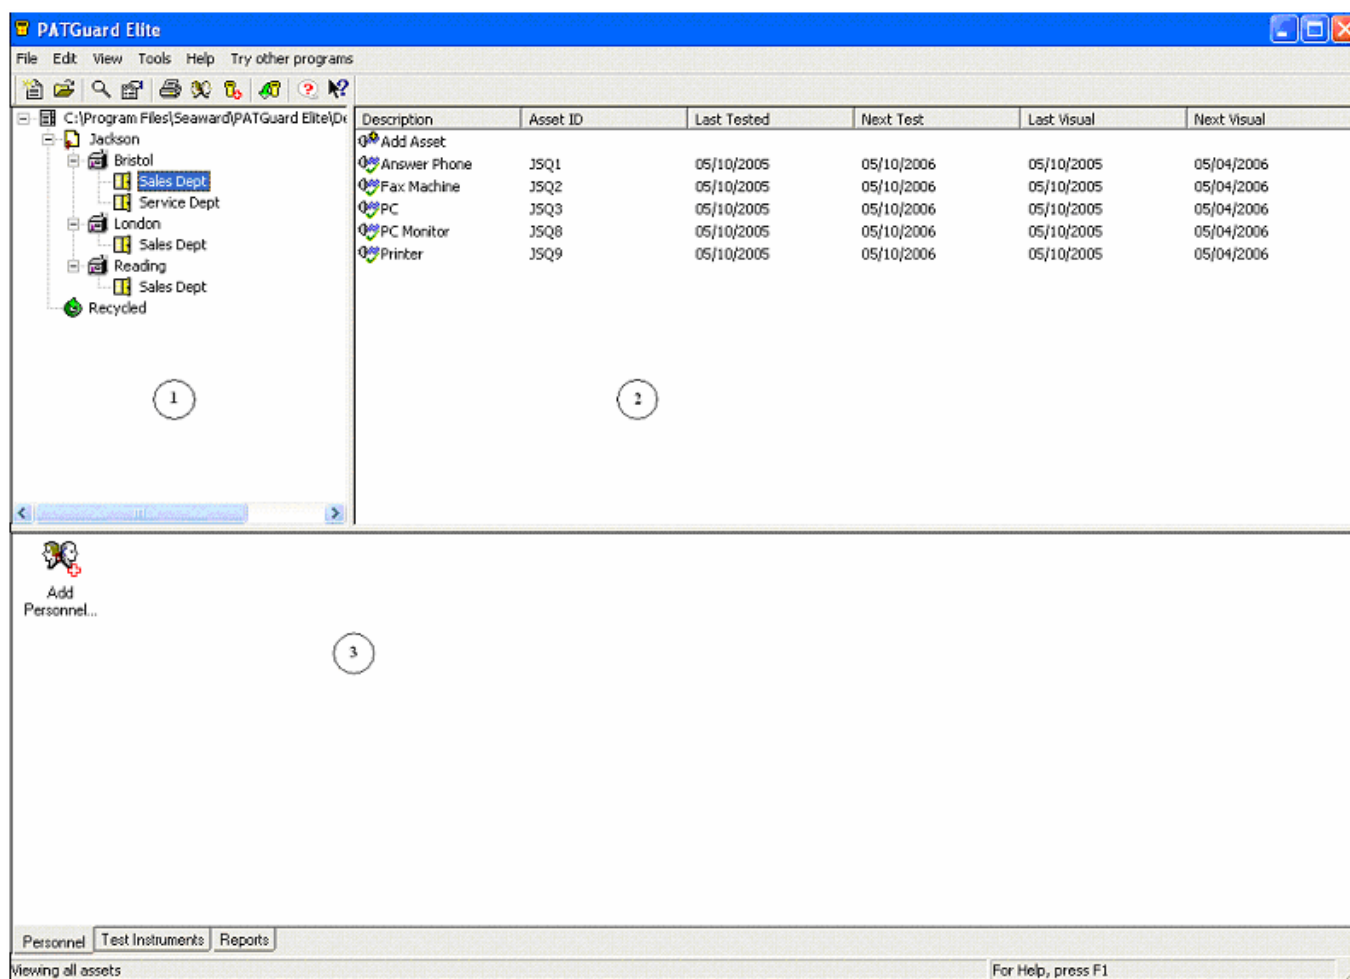 PATGuard Elite
File Edit View Tools Help Try other programs
C:\Program Files\Seaward\PATGuard Elite\De
Jackson
Bristol
Sales Dept
Service Dept
London
Sales Dept
Reading
Sales Dept
Recycled
1
Description Asset ID Last Tested Next Test Last Visual Next Visual
Add Asset
Answer Phone JSQ1 05/10/2005 05/10/2006 05/10/2005 05/04/2006
Fax Machine JSQ2 05/10/2005 05/10/2006 05/10/2005 05/04/2006
PC JSQ3 05/10/2005 05/10/2006 05/10/2005 05/04/2006
PC Monitor JSQ8 05/10/2005 05/10/2006 05/10/2005 05/04/2006
Printer JSQ9 05/10/2005 05/10/2006 05/10/2005 05/04/2006
2
Add
Personnel...
3
Personnel Test Instruments Reports
Viewing all assets For Help, press F1